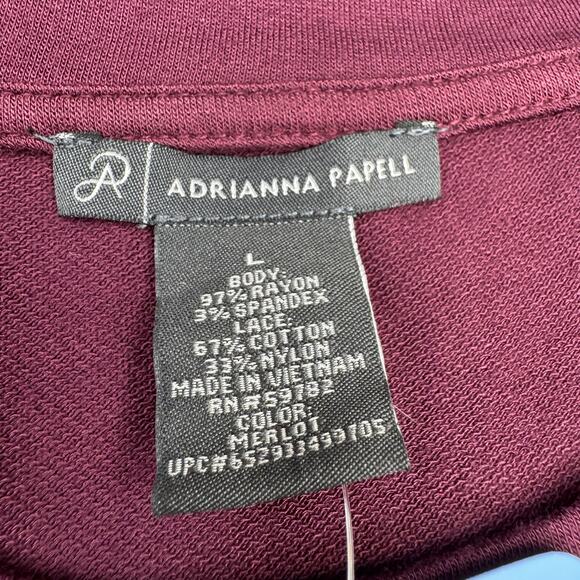 ADRIANNA PAPELL
L
BODY:
97% RAYON
3% SPANDEX
LACE:
67% COTTON
33% NYLON
MADE IN VIETNAM
RN#59782
COLOR:
MERLOT
UPC#652933499705